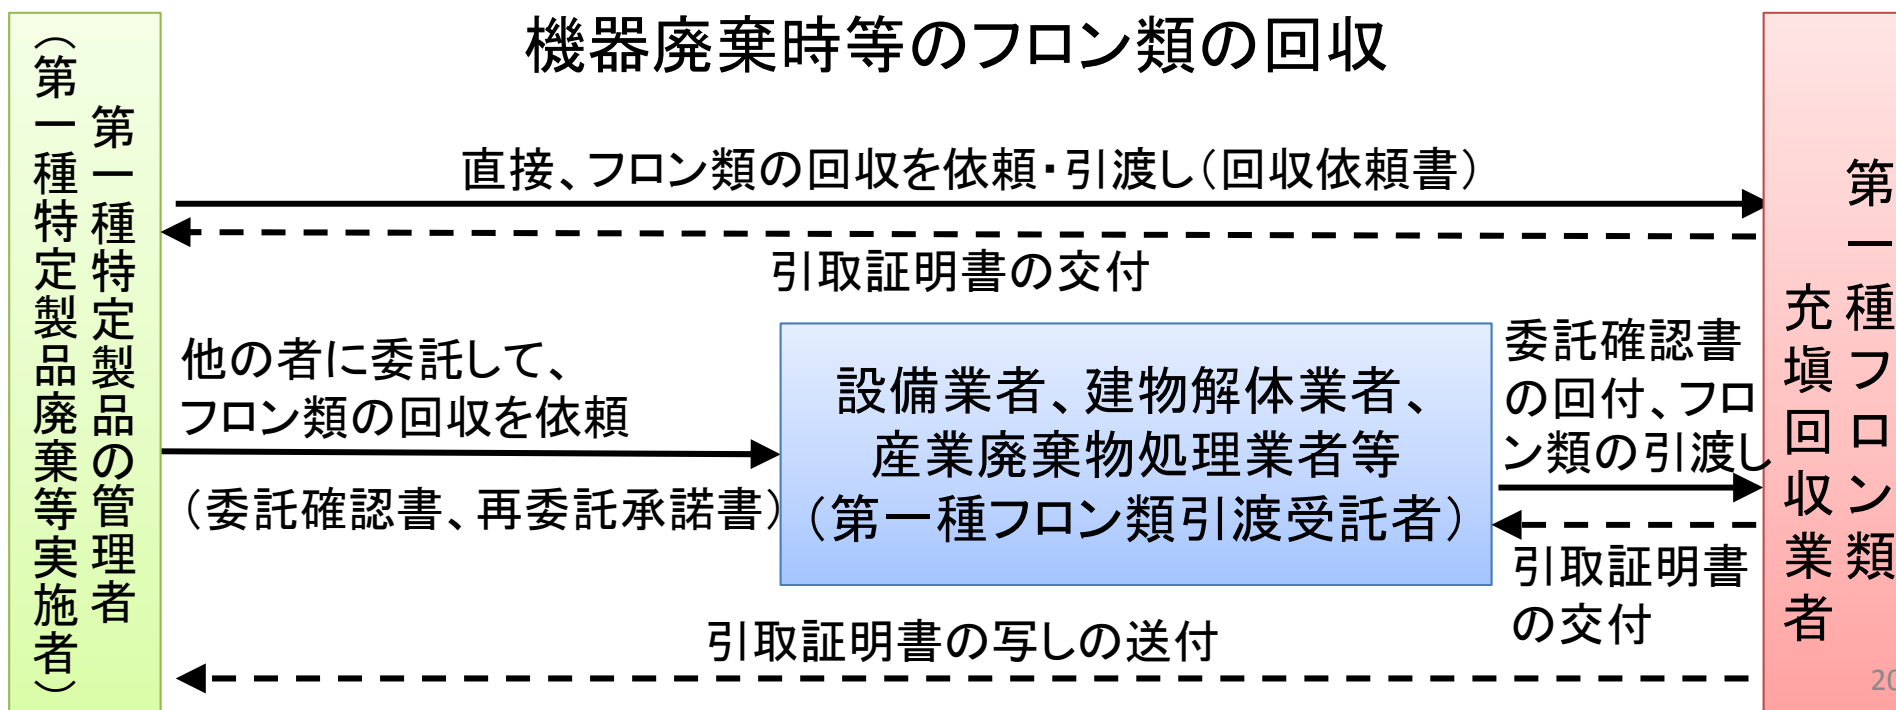 機器廃棄時等のフロン類の回収
第一種特定製品の管理者
（第一種特定製品廃棄等実施者）
直接、フロン類の回収を依頼・引渡し（回収依頼書）
引取証明書の交付
他の者に委託して、
フロン類の回収を依頼
（委託確認書、再委託承諾書）
設備業者、建物解体業者、
産業廃棄物処理業者等
（第一種フロン類引渡受託者）
委託確認書
の回付、フロ
ン類の引渡し
引取証明書
の交付
引取証明書の写しの送付
第一種フロン類
充塡回収業者
20